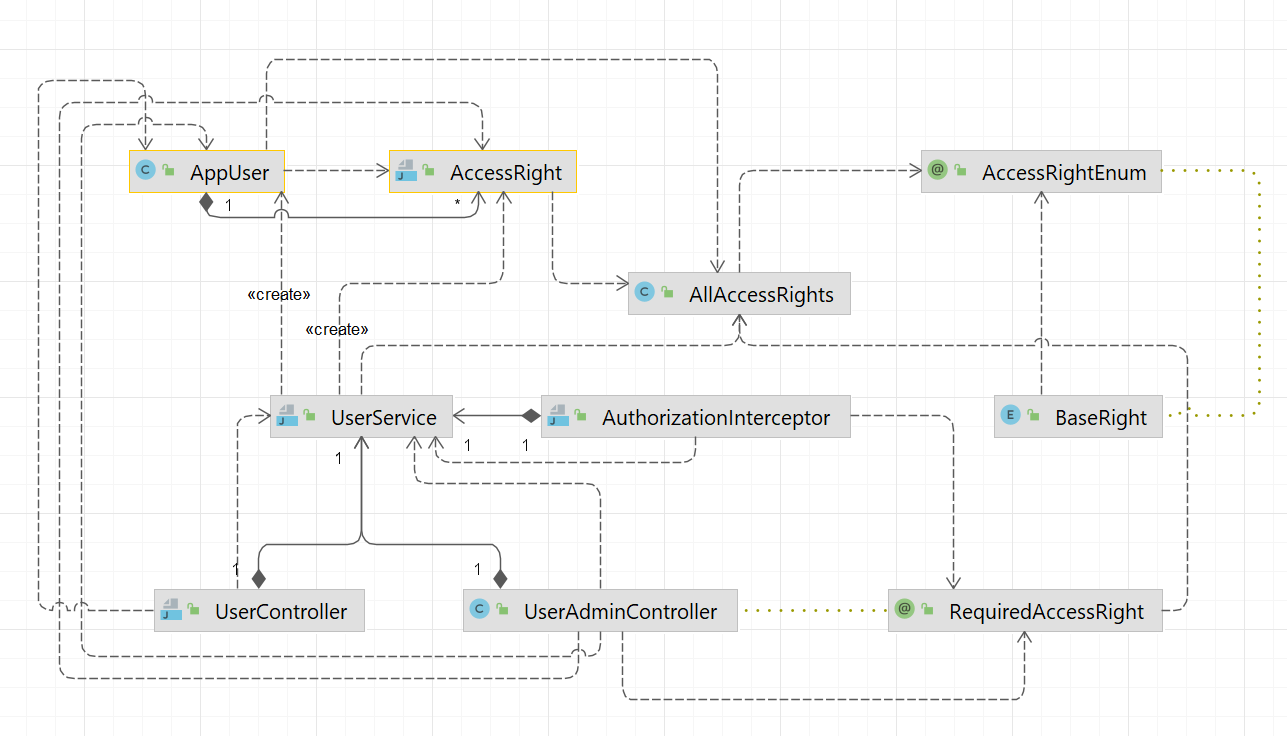 C AppUser
J AccessRight
@ AccessRightEnum
1
*
«create»
C AllAccessRights
«create»
J UserService
J AuthorizationInterceptor
E BaseRight
1
1
1
1
1
J UserController
C UserAdminController
@ RequiredAccessRight